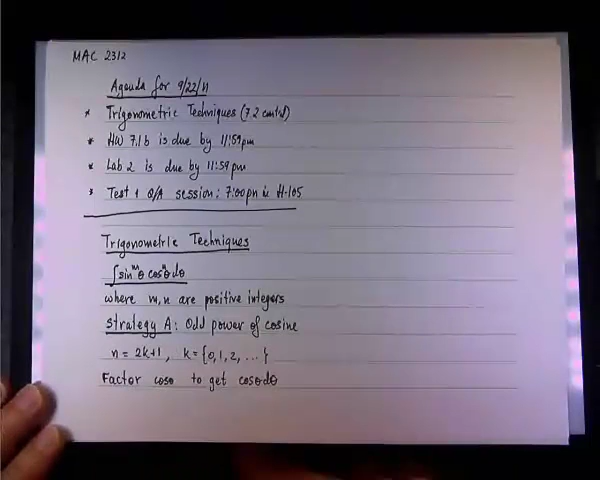 MAC 2312
Agenda for 9/22/11
* Trigonometric Techniques (7.2 cont'd)
* HW 7.1b is due by 11:59pm
* Lab 2 is due by 11:59pm
* Test 1 Q/A session: 7:00pm in H-105
Trigonometric Techniques
∫sin^mθ cos^nθ dθ
where m,n are positive integers
Strategy A: Odd power of cosine
n = 2k+1, k = {0,1,2, ...}
Factor cosθ to get cosθdθ